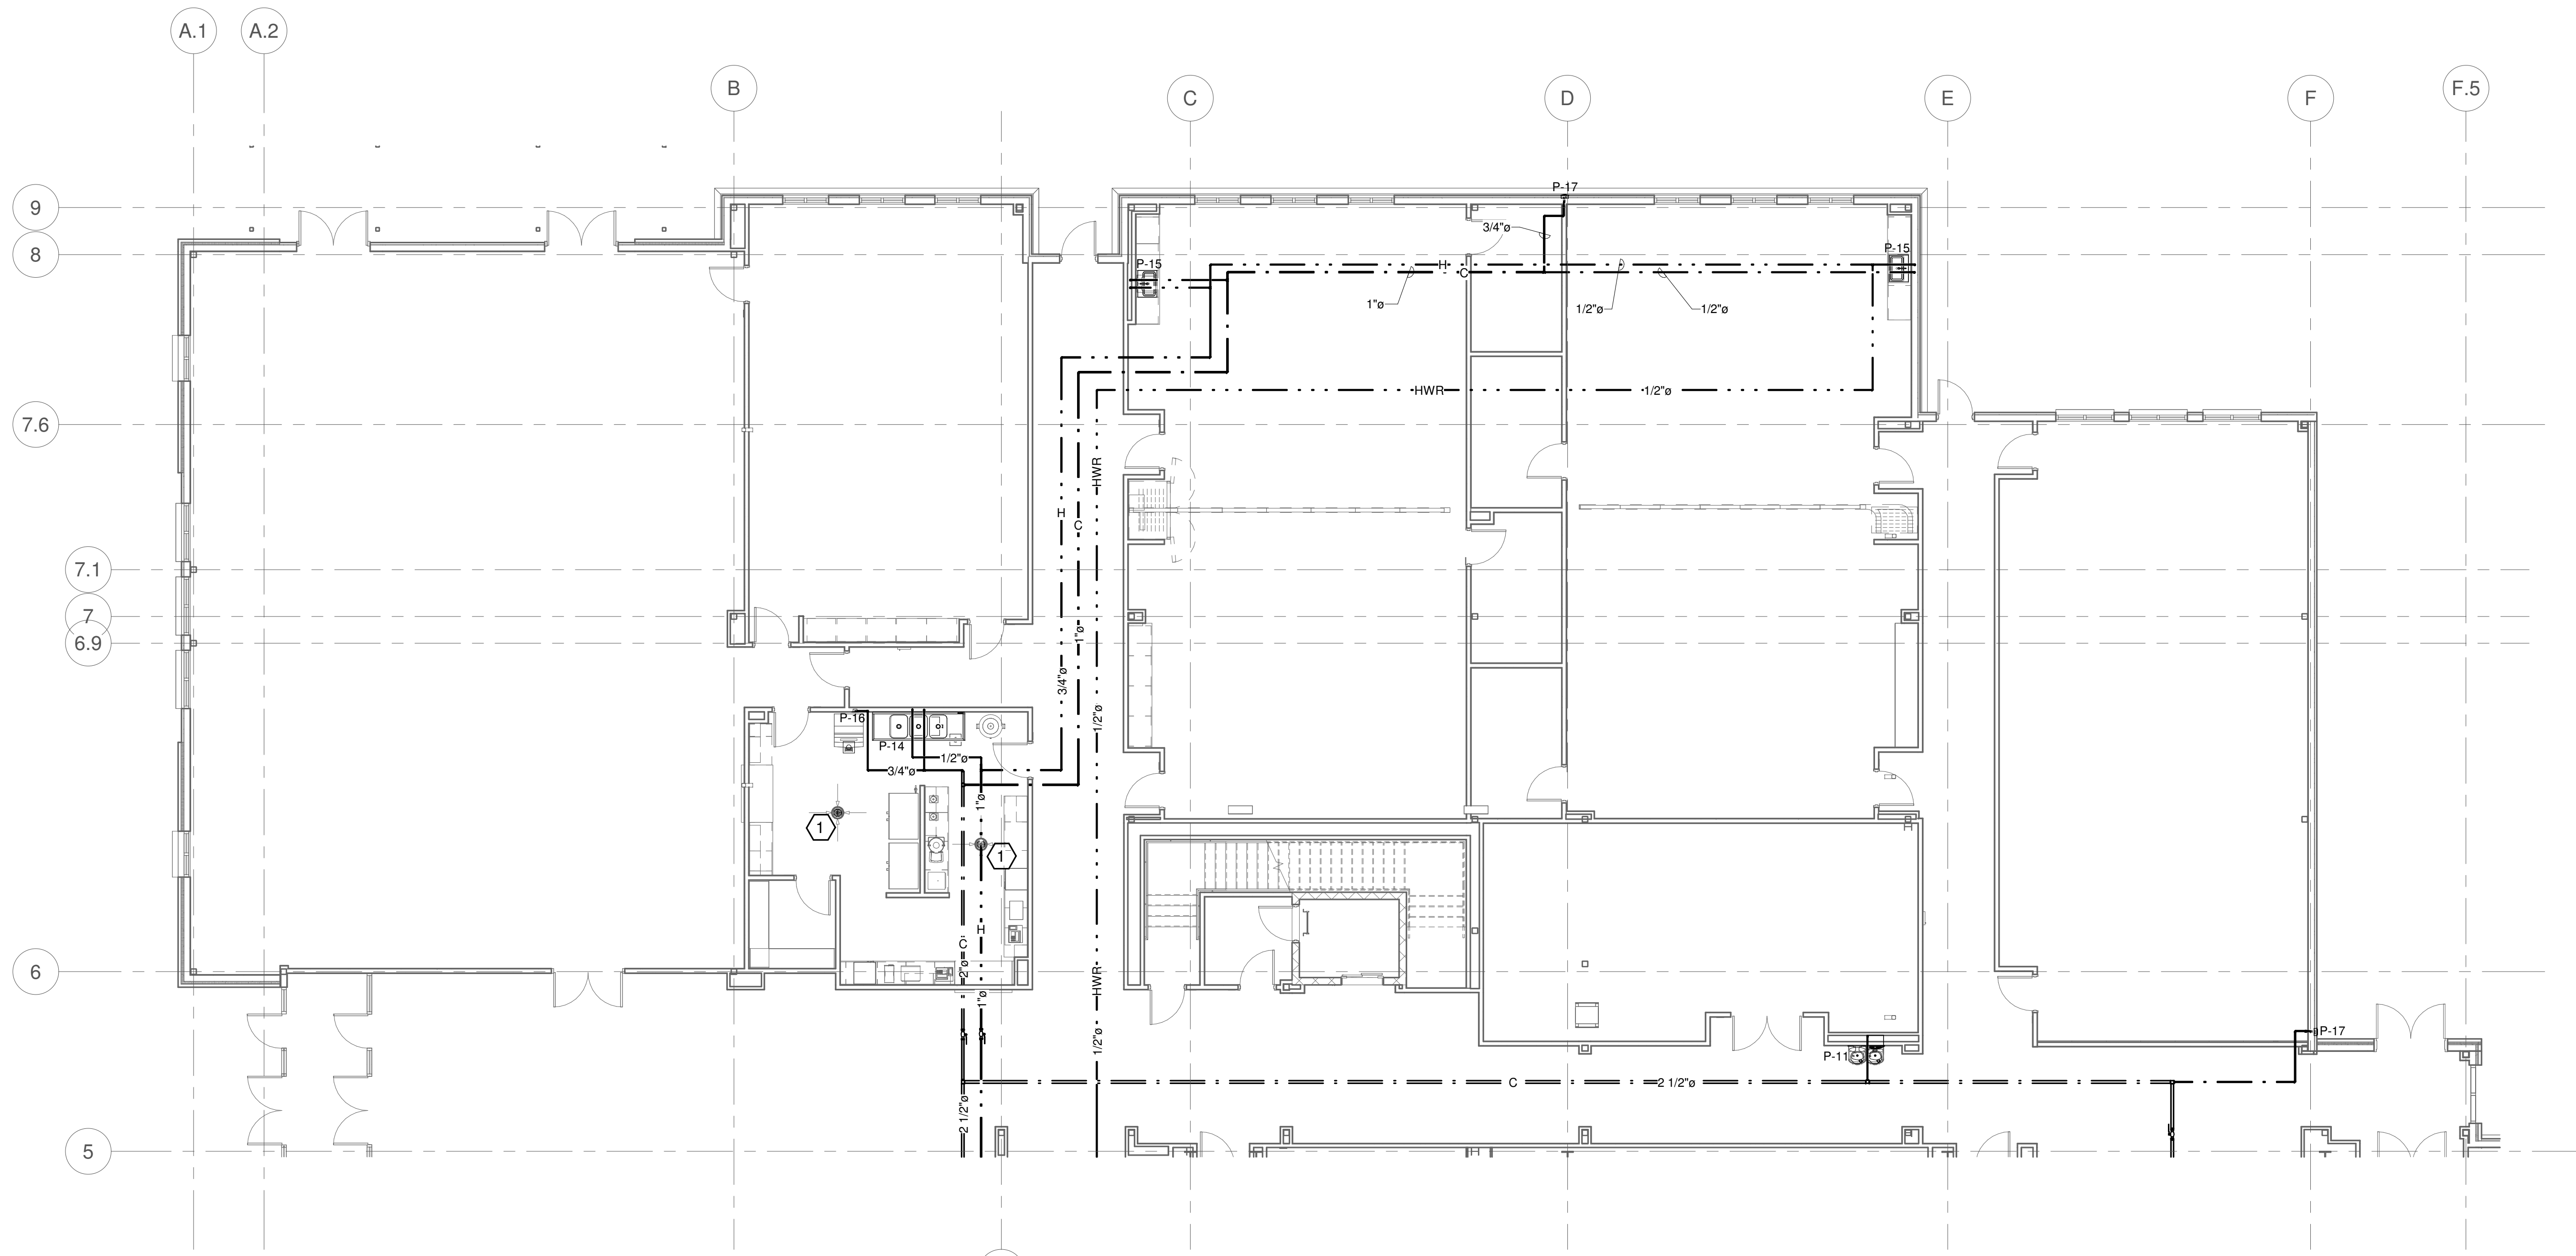 A.1
A.2
B
C
D
E
F
F.5
9
8
7.6
7.1
7
6.9
6
5
P-17
3/4"ø
P-15
P-15
H
C
1"ø
1/2"ø
1/2"ø
HWR
1/2"ø
HWR
H
C
1"ø
3/4"ø
1/2"ø
P-16
P-14
1/2"ø
3/4"ø
1"ø
1
1
H
C
2"ø
HWR
1"ø
1/2"ø
P-17
P-11
C
2 1/2"ø
2 1/2"ø